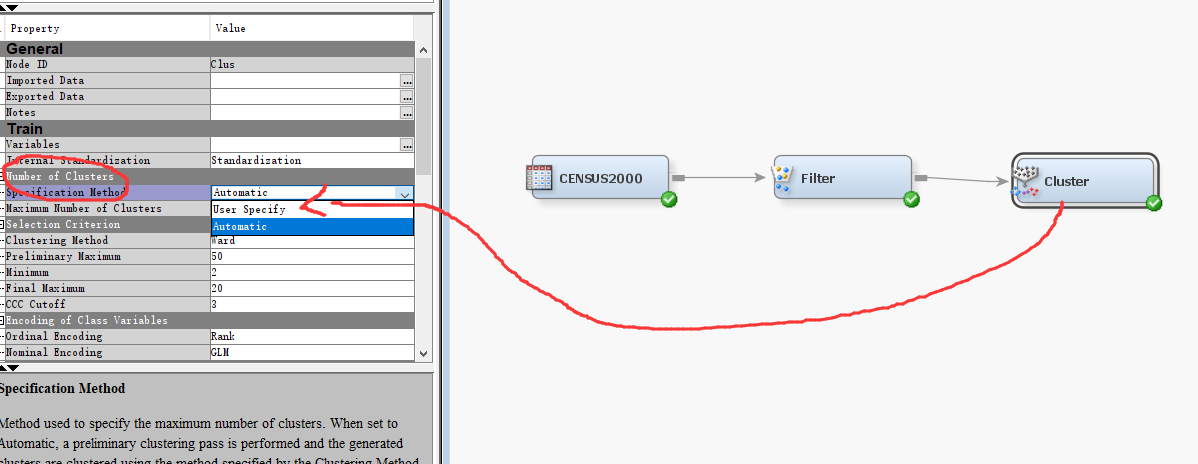 Property Value
General
Node ID Clus
Imported Data ...
Exported Data ...
Notes ...
Train
Variables ...
Internal Standardization Standardization
Number of Clusters
Specification Method Automatic
Maximum Number of Clusters User Specify
Selection Criterion Automatic
Clustering Method Ward
Preliminary Maximum 50
Minimum 2
Final Maximum 20
CCC Cutoff 3
Encoding of Class Variables
Ordinal Encoding Rank
Nominal Encoding GLM
Specification Method
Method used to specify the maximum number of clusters. When set to
Automatic, a preliminary clustering pass is performed and the generated
clusters are clustered using the method specified by the Clustering Method
CENSUS2000
Filter
Cluster